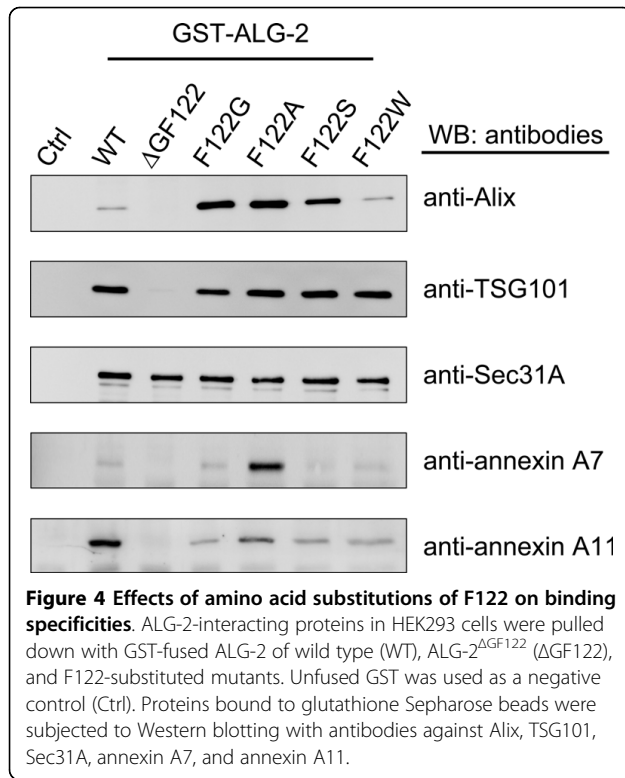 GST-ALG-2
Ctrl WT ΔGF122 F122G F122A F122S F122W WB: antibodies
anti-Alix
anti-TSG101
anti-Sec31A
anti-annexin A7
anti-annexin A11
Figure 4 Effects of amino acid substitutions of F122 on binding
specificities. ALG-2-interacting proteins in HEK293 cells were pulled
down with GST-fused ALG-2 of wild type (WT), ALG-2ΔGF122 (ΔGF122),
and F122-substituted mutants. Unfused GST was used as a negative
control (Ctrl). Proteins bound to glutathione Sepharose beads were
subjected to Western blotting with antibodies against Alix, TSG101,
Sec31A, annexin A7, and annexin A11.